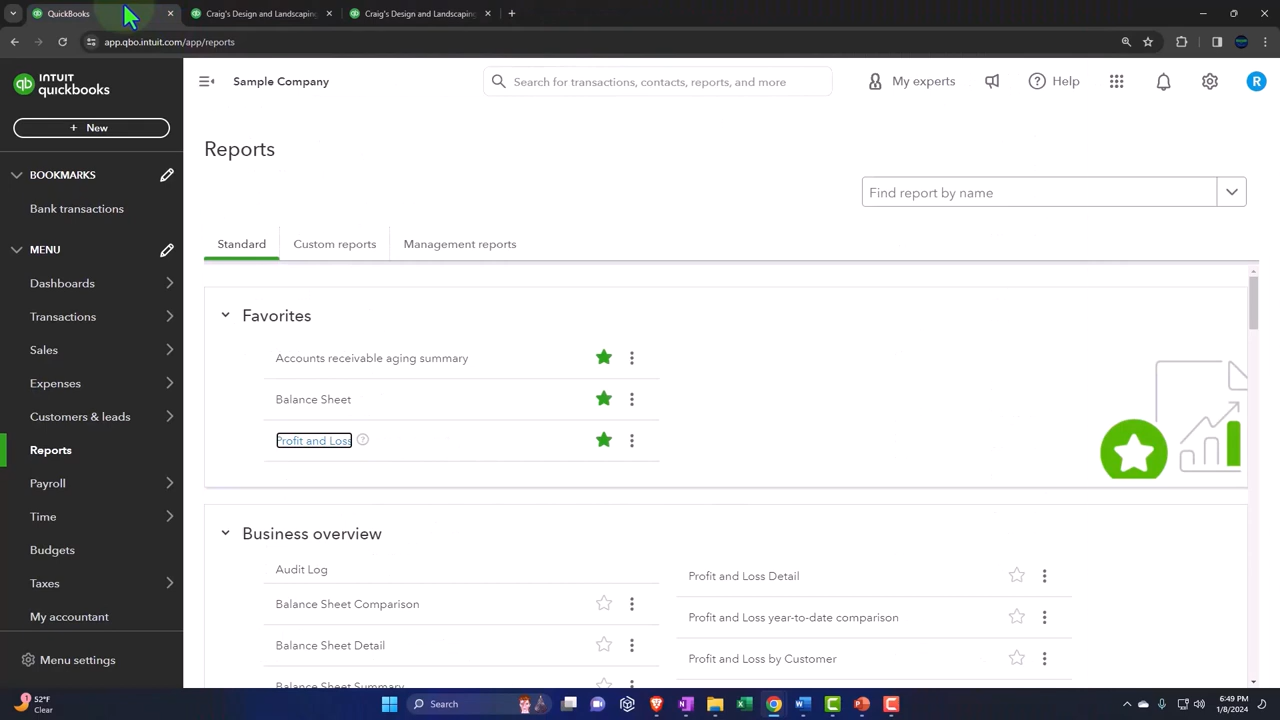 QuickBooks
Craig's Design and Landscaping
Craig's Design and Landscaping
app.qbo.intuit.com/app/reports
INTUIT
quickbooks
Sample Company
Search for transactions, contacts, reports, and more
My experts
Help
R
+ New
BOOKMARKS
Bank transactions
MENU
Dashboards
Transactions
Sales
Expenses
Customers & leads
Reports
Payroll
Time
Budgets
Taxes
My accountant
Menu settings
Reports
Find report by name
Standard
Custom reports
Management reports
Favorites
Accounts receivable aging summary
Balance Sheet
Profit and Loss
Business overview
Audit Log
Balance Sheet Comparison
Balance Sheet Detail
Balance Sheet Summary
Profit and Loss Detail
Profit and Loss year-to-date comparison
Profit and Loss by Customer
1
52°F
Clear
Search
6:49 PM
1/8/2024